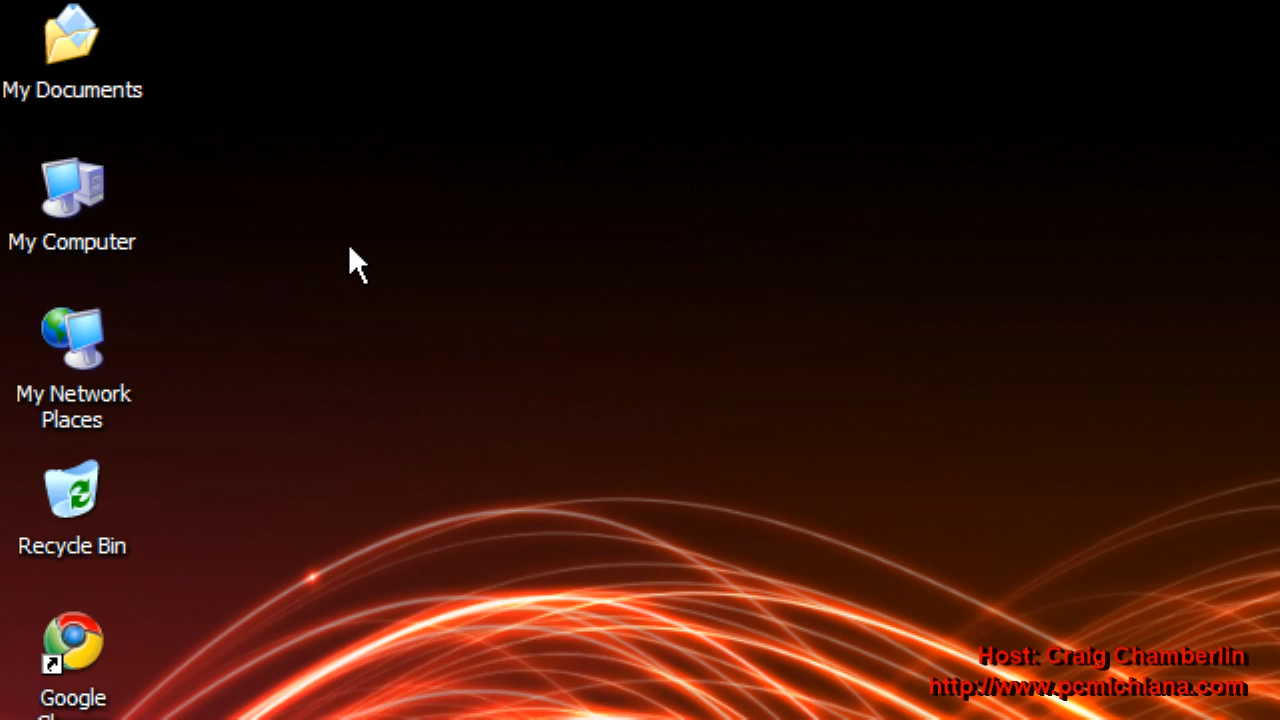 My Documents
My Computer
My Network
Places
Recycle Bin
Google
Host: Craig Chamberlin
http://www.pcmichiana.com